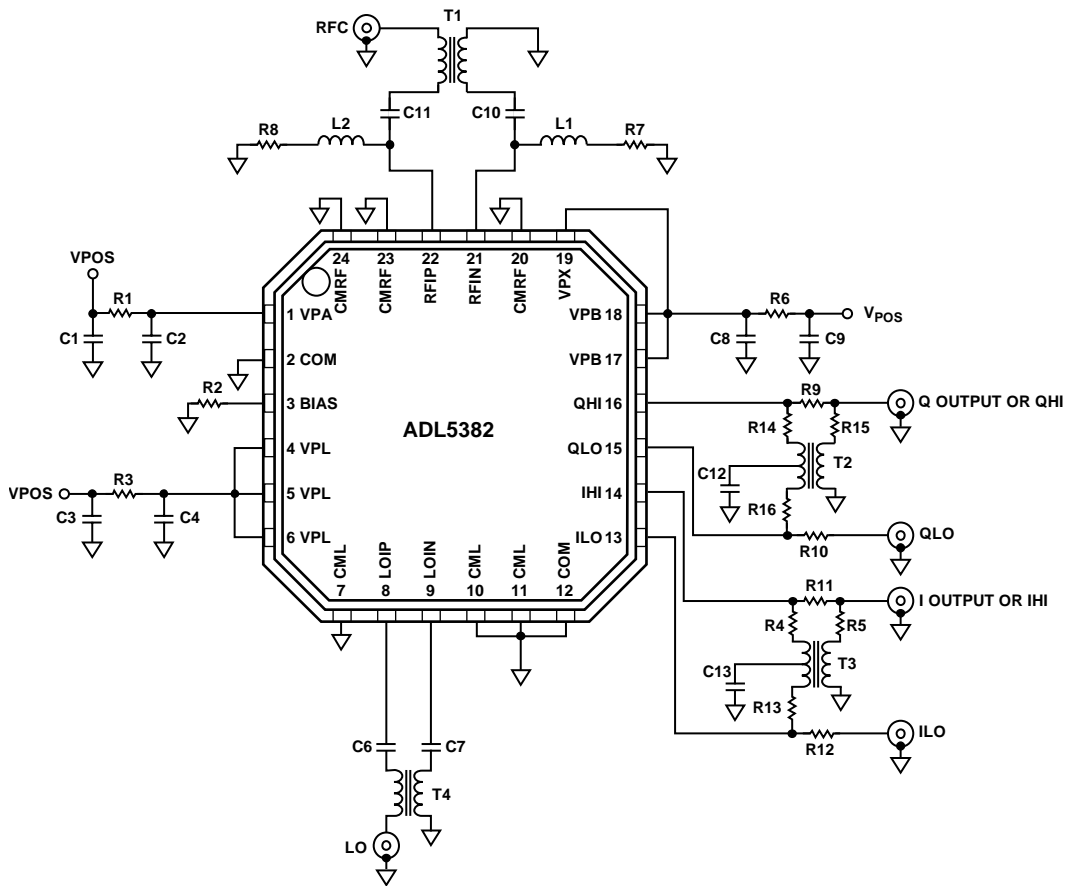 T1
RFC
C11
C10
R8
L2
L1
R7
VPOS
24
23
22
21
20
19
CMRF
CMRF
RFIP
RFIN
CMRF
VPX
R1
C1
C2
1 VPA
VPB 18
R6
VPOS
C8
C9
2 COM
VPB 17
R2
3 BIAS
QHI 16
R9
Q OUTPUT OR QHI
ADL5382
R14
R15
4 VPL
QLO 15
T2
C12
VPOS
R3
5 VPL
IHI 14
R16
C3
C4
6 VPL
ILO 13
R10
QLO
CML
LOIP
LOIN
CML
CML
COM
7
8
9
10
11
12
R11
I OUTPUT OR IHI
R4
R5
C13
T3
R13
R12
ILO
C6
C7
T4
LO